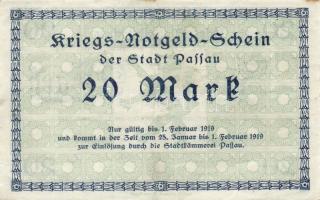 Kriegs-Notgeld-Schein
der Stadt Passau
20 Mark
Nur gültig bis 1. Februar 1919
und kommt in der Zeit vom 25. Januar bis 1. Februar 1919
zur Einlösung durch die Stadtkämmerei Passau.